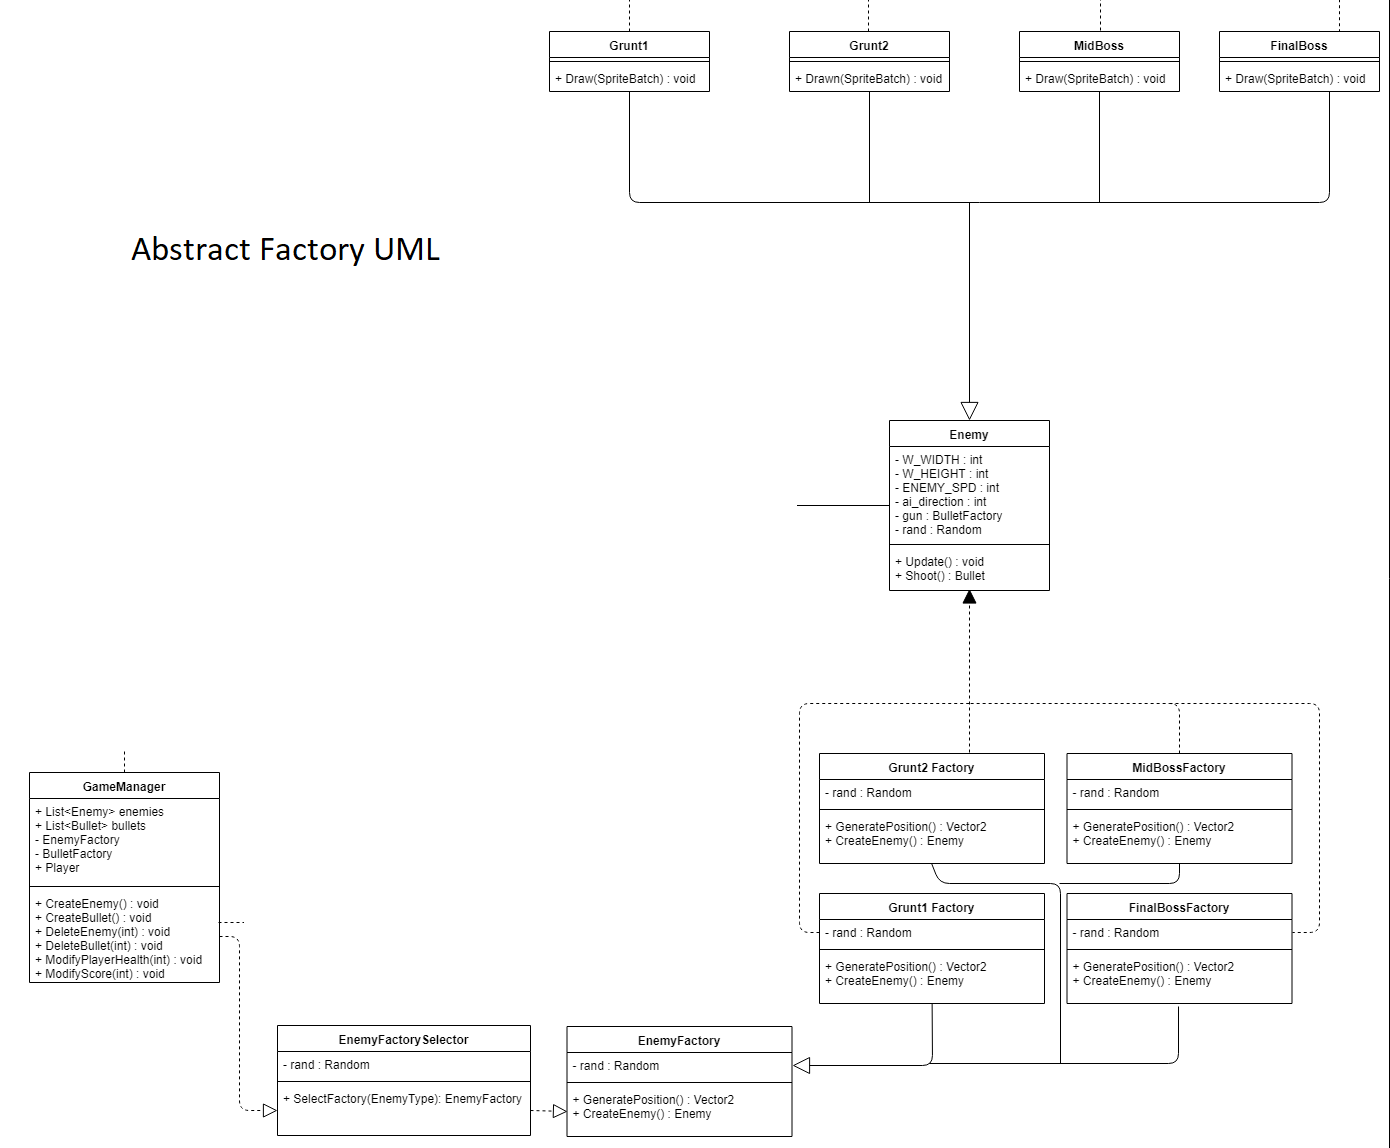 Grunt1
+ Draw(SpriteBatch) : void
Grunt2
+ Drawn(SpriteBatch) : void
MidBoss
+ Draw(SpriteBatch) : void
FinalBoss
+ Draw(SpriteBatch) : void
Abstract Factory UML
Enemy
- W_WIDTH : int
- W_HEIGHT : int
- ENEMY_SPD : int
- ai_direction : int
- gun : BulletFactory
- rand : Random
+ Update() : void
+ Shoot() : Bullet
Grunt2 Factory
- rand : Random
+ GeneratePosition() : Vector2
+ CreateEnemy() : Enemy
MidBossFactory
- rand : Random
+ GeneratePosition() : Vector2
+ CreateEnemy() : Enemy
GameManager
+ List<Enemy> enemies
+ List<Bullet> bullets
- EnemyFactory
- BulletFactory
+ Player
+ CreateEnemy() : void
+ CreateBullet() : void
+ DeleteEnemy(int) : void
+ DeleteBullet(int) : void
+ ModifyPlayerHealth(int) : void
+ ModifyScore(int) : void
Grunt1 Factory
- rand : Random
+ GeneratePosition() : Vector2
+ CreateEnemy() : Enemy
FinalBossFactory
- rand : Random
+ GeneratePosition() : Vector2
+ CreateEnemy() : Enemy
EnemyFactorySelector
- rand : Random
+ SelectFactory(EnemyType): EnemyFactory
EnemyFactory
- rand : Random
+ GeneratePosition() : Vector2
+ CreateEnemy() : Enemy